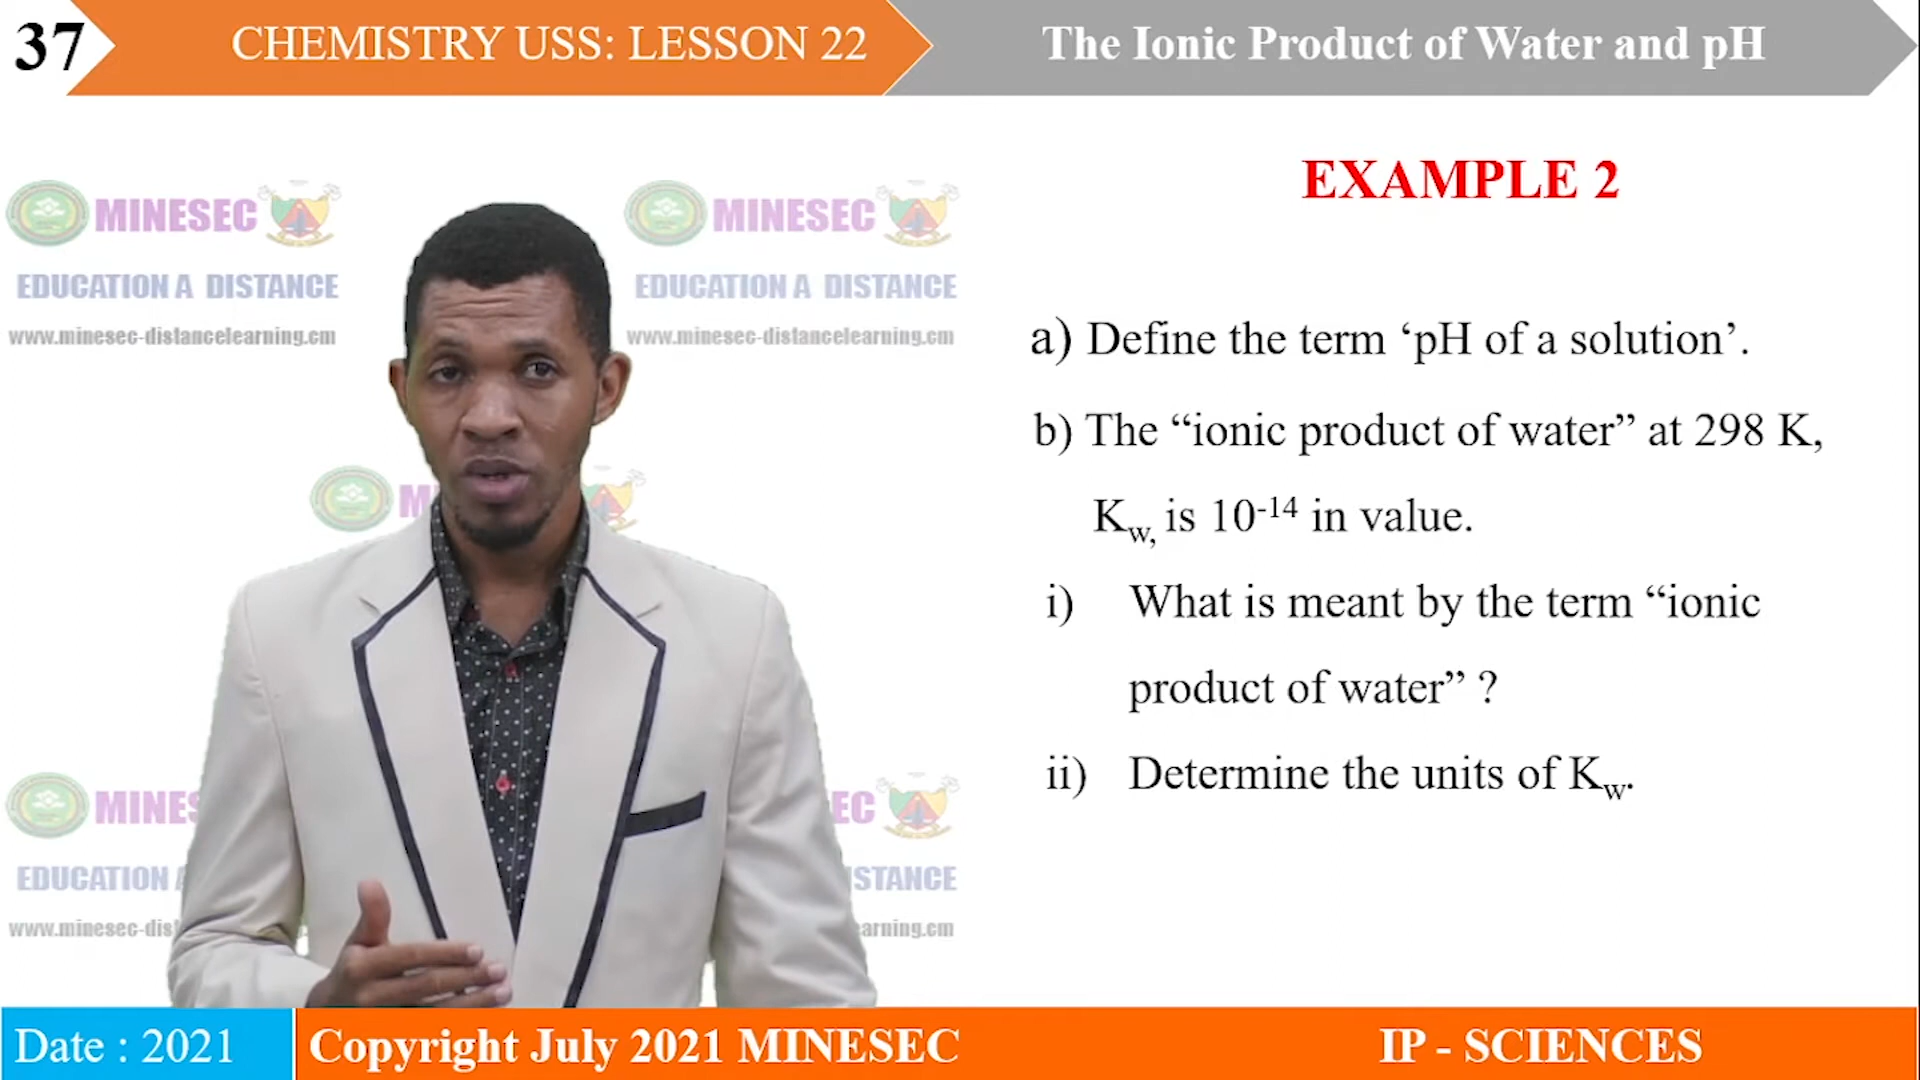 37
CHEMISTRY USS: LESSON 22
The Ionic Product of Water and pH
MINESEC
EDUCATION A DISTANCE
www.minesec-distancelearning.cm
MINESEC
EDUCATION A DISTANCE
www.minesec-distancelearning.cm
EXAMPLE 2
a) Define the term ‘pH of a solution’.
b) The “ionic product of water” at 298 K,
Kw, is 10-14 in value.
i) What is meant by the term “ionic
product of water” ?
ii) Determine the units of Kw.
Date : 2021
Copyright July 2021 MINESEC
IP - SCIENCES